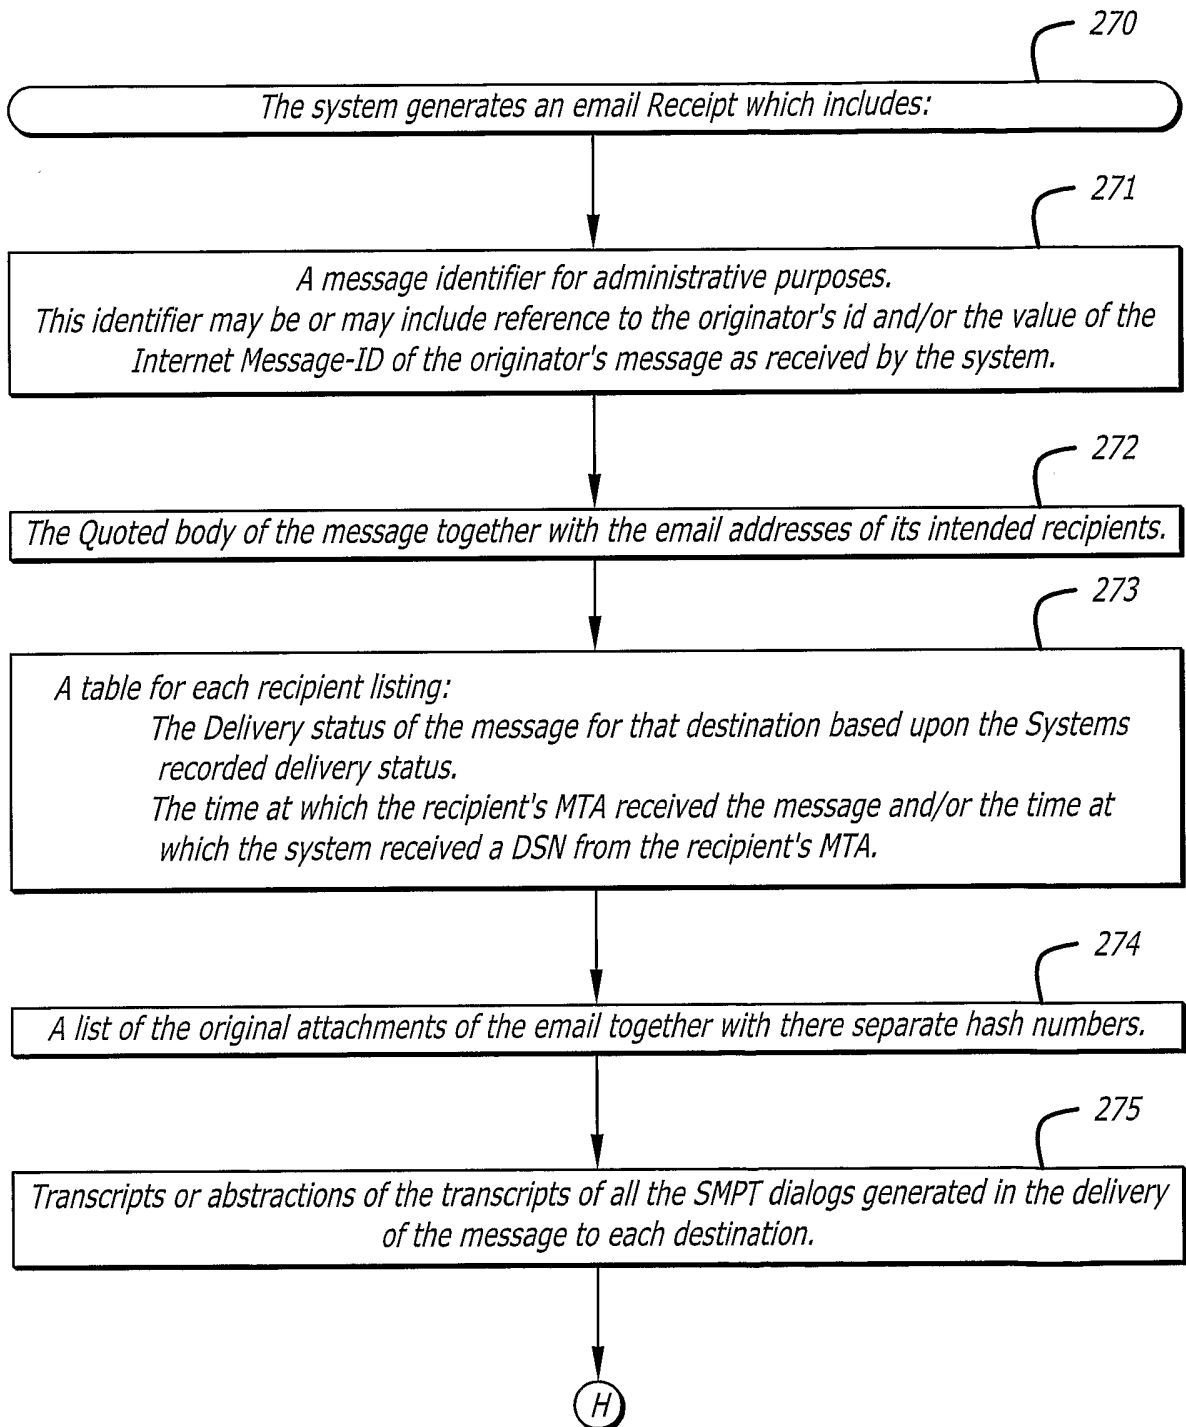 270
The system generates an email Receipt which includes:
271
A message identifier for administrative purposes.
This identifier may be or may include reference to the originator's id and/or the value of the
Internet Message-ID of the originator's message as received by the system.
272
The Quoted body of the message together with the email addresses of its intended recipients.
273
A table for each recipient listing:
The Delivery status of the message for that destination based upon the Systems
recorded delivery status.
The time at which the recipient's MTA received the message and/or the time at
which the system received a DSN from the recipient's MTA.
274
A list of the original attachments of the email together with there separate hash numbers.
275
Transcripts or abstractions of the transcripts of all the SMPT dialogs generated in the delivery
of the message to each destination.
H